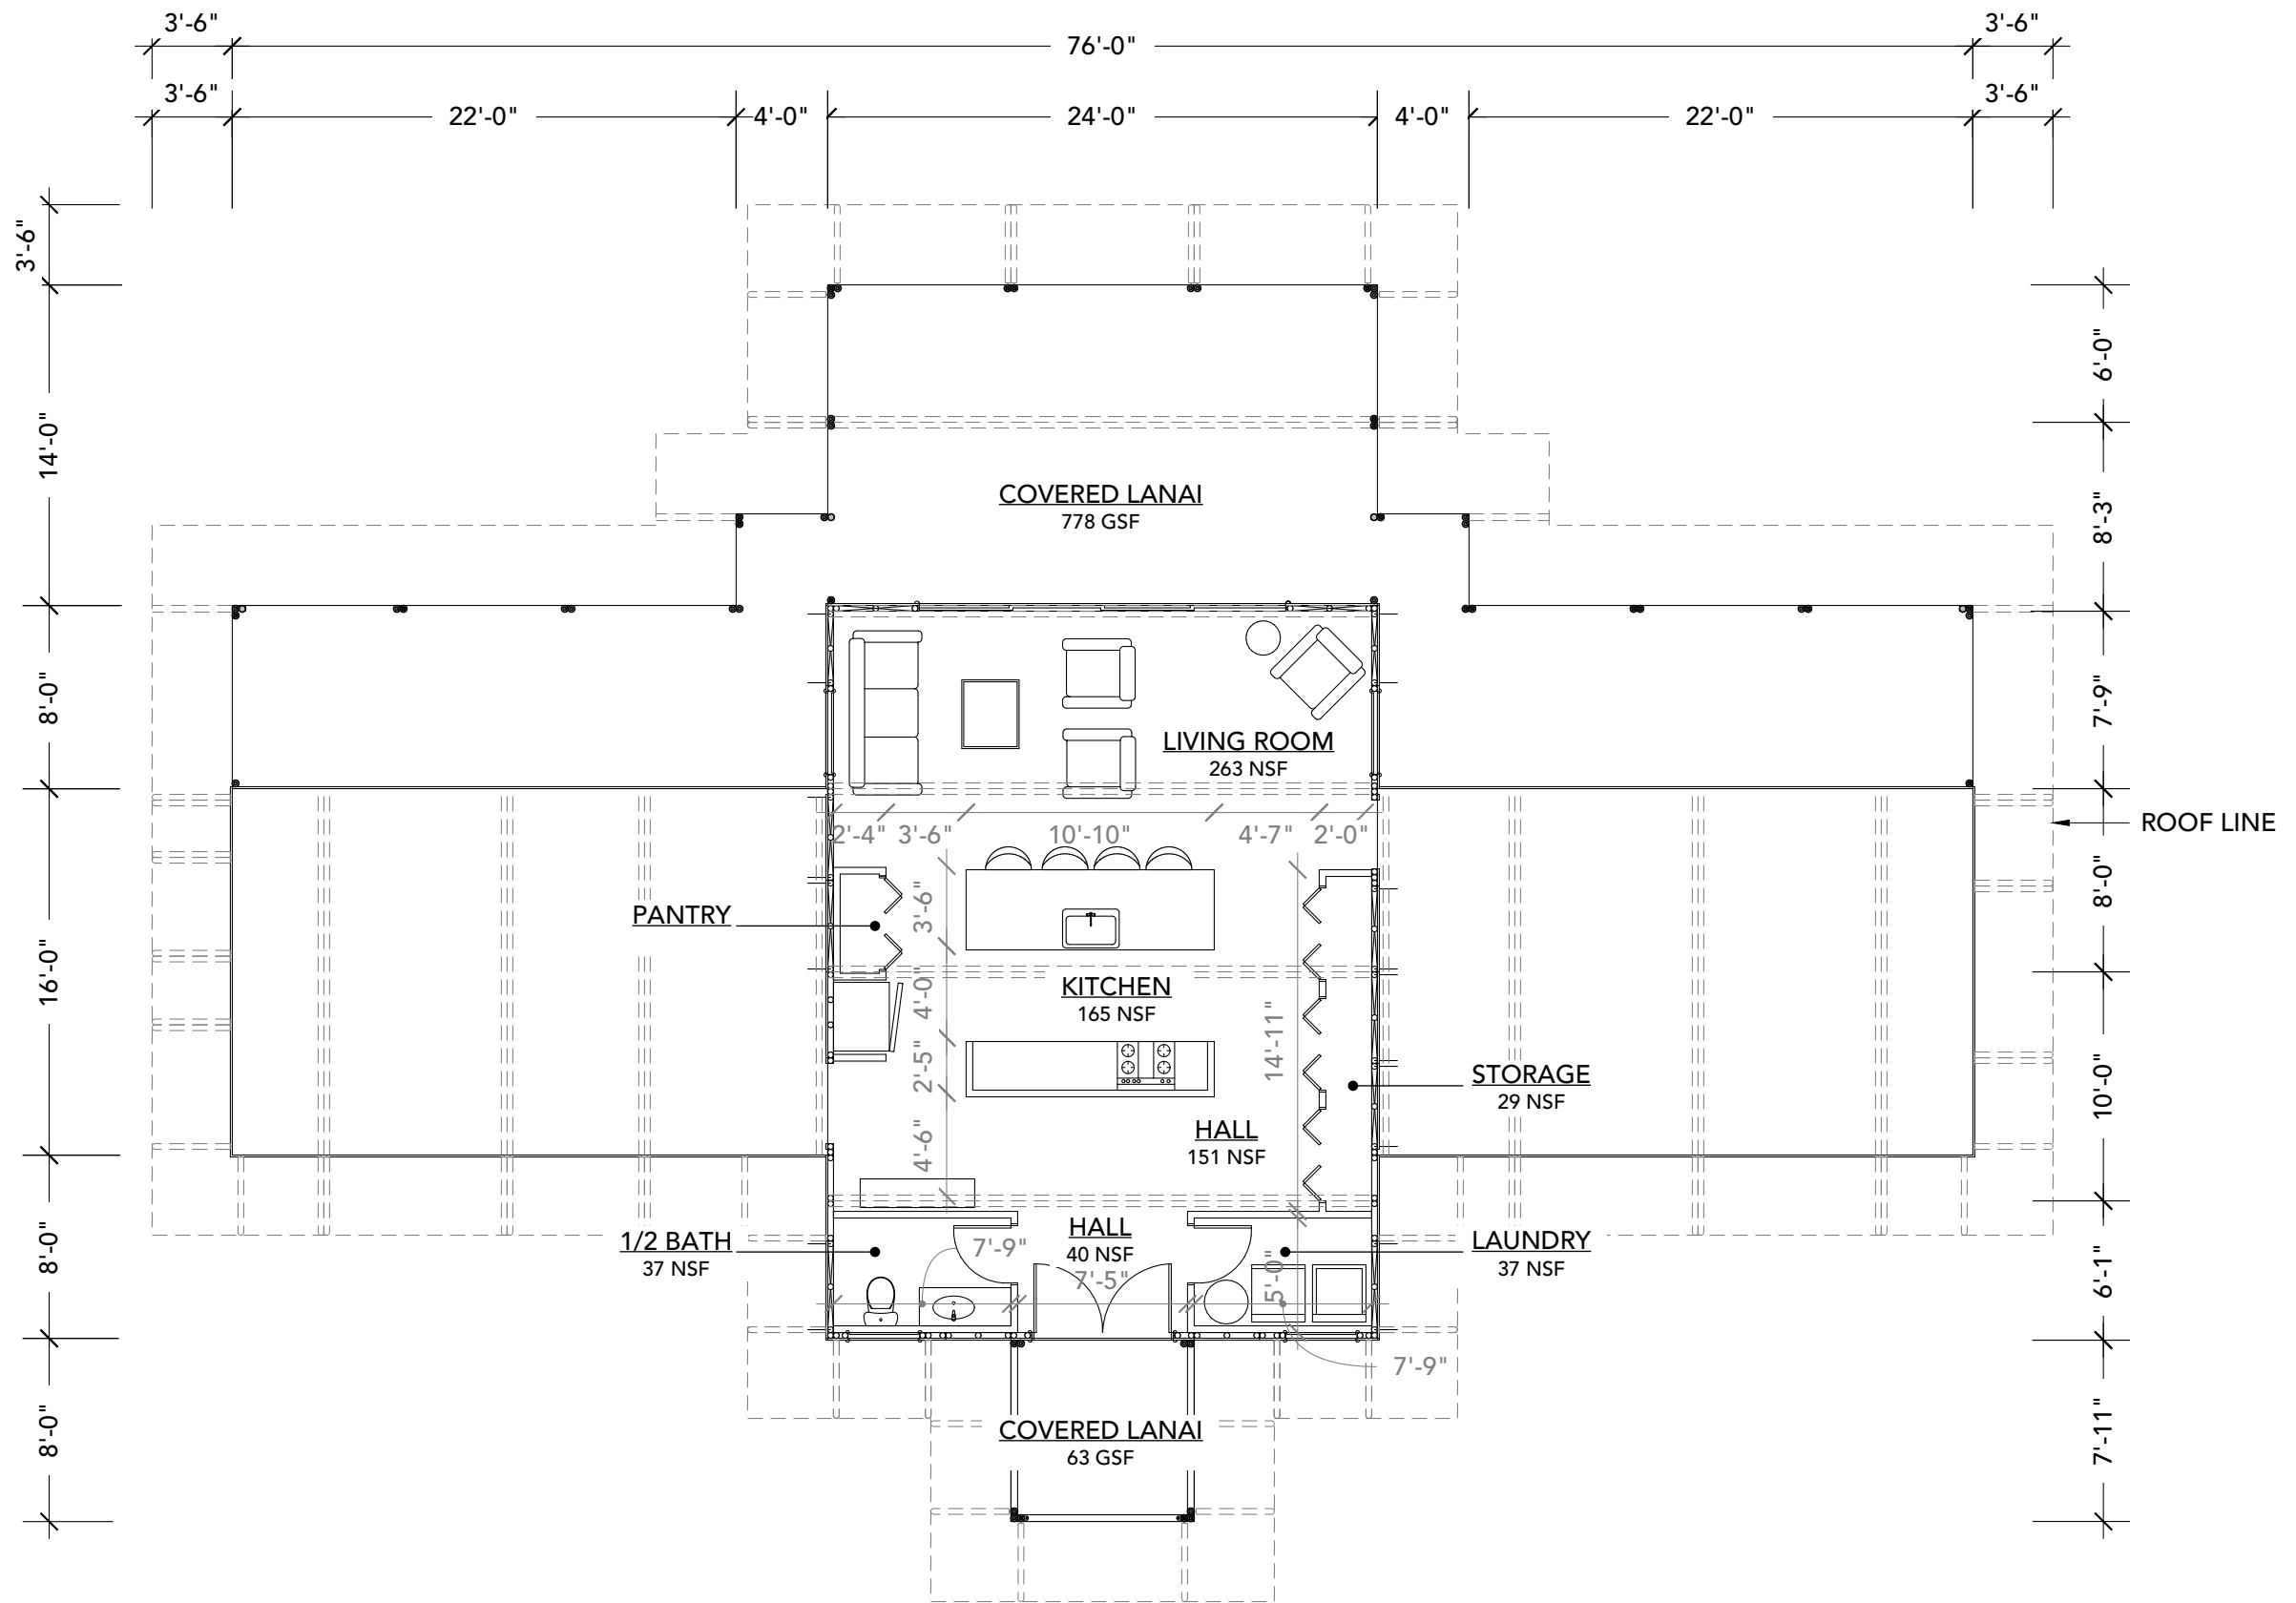 3'-6"
76'-0"
3'-6"
3'-6"
22'-0"
4'-0"
24'-0"
4'-0"
22'-0"
3'-6"
3'-6"
14'-0"
8'-0"
16'-0"
8'-0"
8'-0"
6'-0"
8'-3"
7'-9"
8'-0"
10'-0"
6'-1"
7'-11"
ROOF LINE
COVERED LANAI
778 GSF
LIVING ROOM
263 NSF
2'-4"
3'-6"
10'-10"
4'-7"
2'-0"
PANTRY
3'-6"
4'-0"
2'-5"
4'-6"
KITCHEN
165 NSF
14'-11"
STORAGE
29 NSF
HALL
151 NSF
1/2 BATH
37 NSF
7'-9"
HALL
40 NSF
7'-5"
5'-0"
LAUNDRY
37 NSF
7'-9"
COVERED LANAI
63 GSF